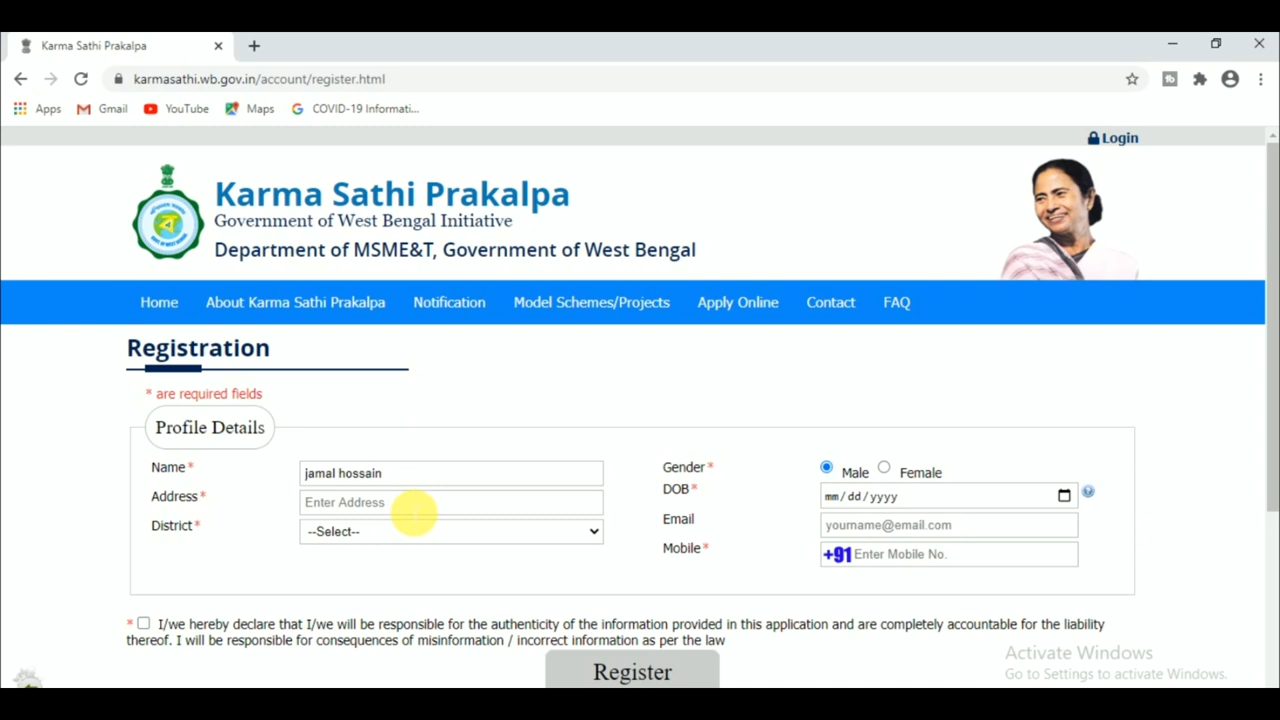 Karma Sathi Prakalpa
karmasathi.wb.gov.in/account/register.html
Apps Gmail YouTube Maps COVID-19 Informati...
Login
Karma Sathi Prakalpa
Government of West Bengal Initiative
Department of MSME&T, Government of West Bengal
Home About Karma Sathi Prakalpa Notification Model Schemes/Projects Apply Online Contact FAQ
Registration
* are required fields
Profile Details
Name* jamal hossain Gender* Male Female
Address* Enter Address DOB* mm/dd/yyyy
District* --Select-- Email yourname@email.com
Mobile* +91 Enter Mobile No.
* I/we hereby declare that I/we will be responsible for the authenticity of the information provided in this application and are completely accountable for the liability
thereof. I will be responsible for consequences of misinformation / incorrect information as per the law
Register
Activate Windows
Go to Settings to activate Windows.